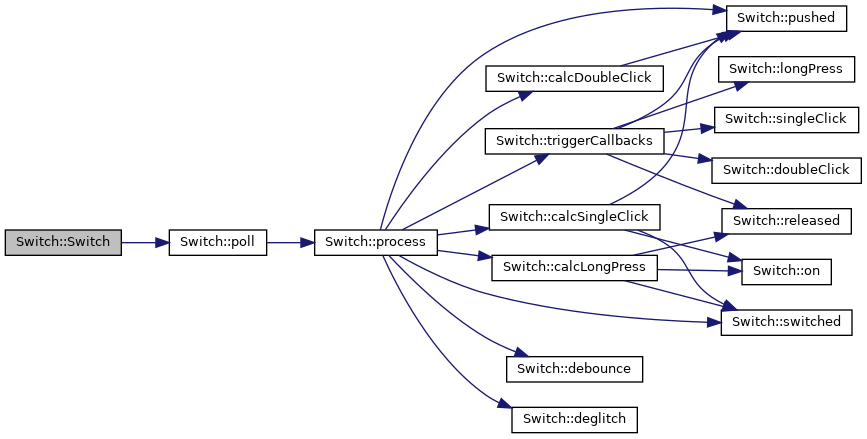 Switch::pushed
Switch::longPress
Switch::calcDoubleClick
Switch::singleClick
Switch::triggerCallbacks
Switch::doubleClick
Switch::calcSingleClick
Switch::released
Switch::Switch
Switch::poll
Switch::process
Switch::calcLongPress
Switch::on
Switch::switched
Switch::debounce
Switch::deglitch